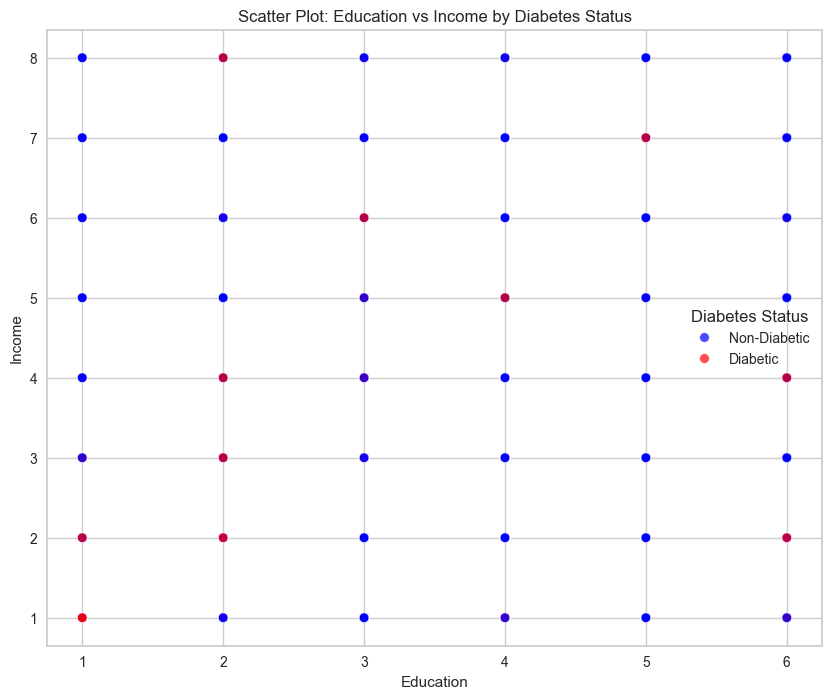 Scatter Plot: Education vs Income by Diabetes Status
8
7
6
5
4
3
2
1
Income
Diabetes Status
Non-Diabetic
Diabetic
1 2 3 4 5 6
Education